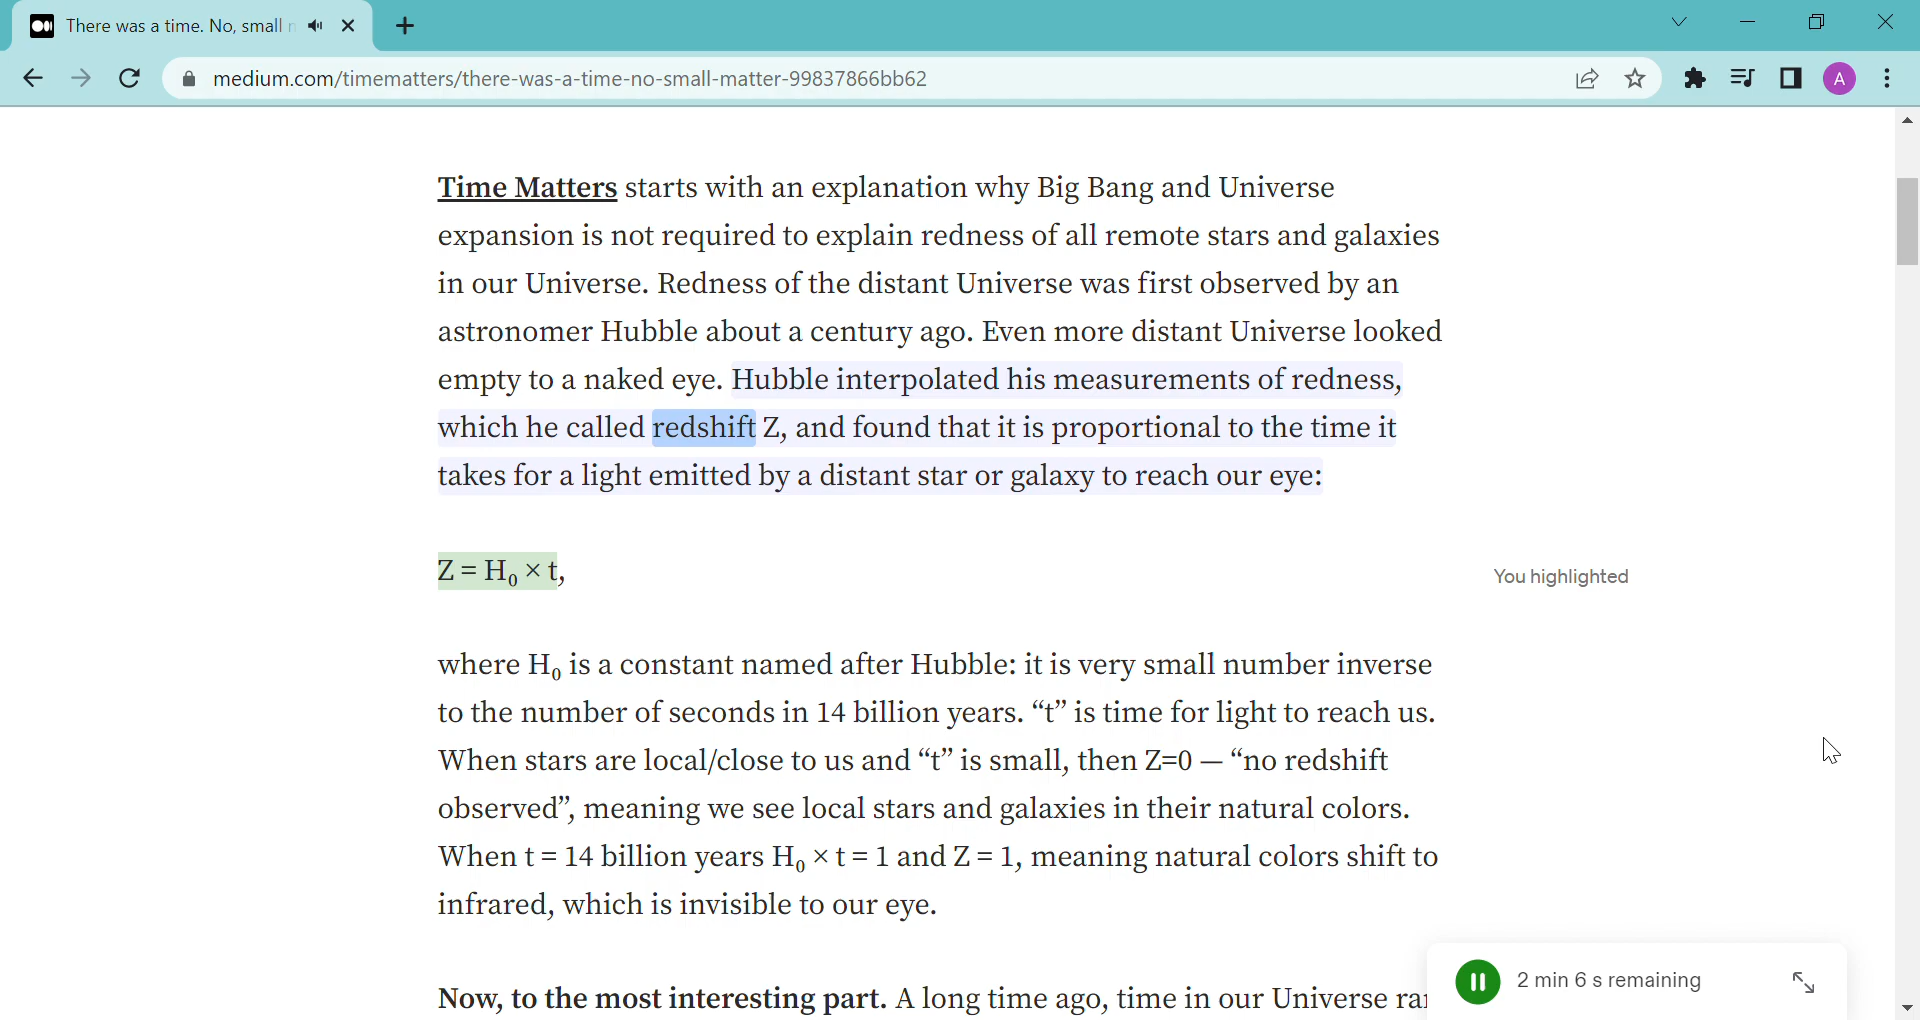 There was a time. No, small
medium.com/timematters/there-was-a-time-no-small-matter-99837866bb62
A
Time Matters starts with an explanation why Big Bang and Universe
expansion is not required to explain redness of all remote stars and galaxies
in our Universe. Redness of the distant Universe was first observed by an
astronomer Hubble about a century ago. Even more distant Universe looked
empty to a naked eye. Hubble interpolated his measurements of redness,
which he called redshift Z, and found that it is proportional to the time it
takes for a light emitted by a distant star or galaxy to reach our eye:
Z = H₀ × t,
You highlighted
where H₀ is a constant named after Hubble: it is very small number inverse
to the number of seconds in 14 billion years. “t” is time for light to reach us.
When stars are local/close to us and “t” is small, then Z=0 — “no redshift
observed”, meaning we see local stars and galaxies in their natural colors.
When t = 14 billion years H₀ × t = 1 and Z = 1, meaning natural colors shift to
infrared, which is invisible to our eye.
Now, to the most interesting part. A long time ago, time in our Universe
2 min 6 s remaining